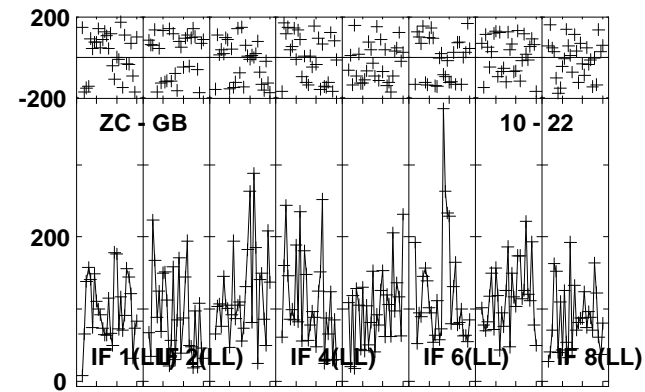 200
-200
ZC - GB 10 - 22
200
IF 1(LL) IF 2(LL) IF 4(LL) IF 6(LL) IF 8(LL)
0